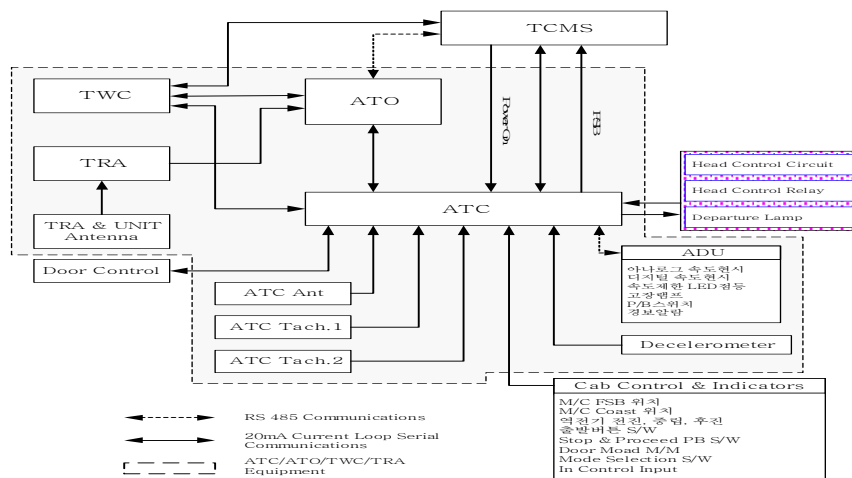 TCMS
TWC
ATO
Power On
FSB
TRA
Head Control Circuit
Head Control Relay
Departure Lamp
ATC
TRA & UNIT
Antenna
Door Control
ADU
아나로그 속도현시
디지털 속도현시
속도제한 LED점등
고장램프
P/B스위치
경보알람
ATC Ant
ATC Tach.1
ATC Tach.2
Decelerometer
Cab Control & Indicators
M/C FSB 위치
M/C Coast 위치
역전기 전진, 중립, 후진
출발버튼 S/W
Stop & Proceed PB S/W
Door Moad M/M
Mode Selection S/W
In Control Input
RS 485 Communications
20mA Current Loop Serial
Communications
ATC/ATO/TWC/TRA
Equipment